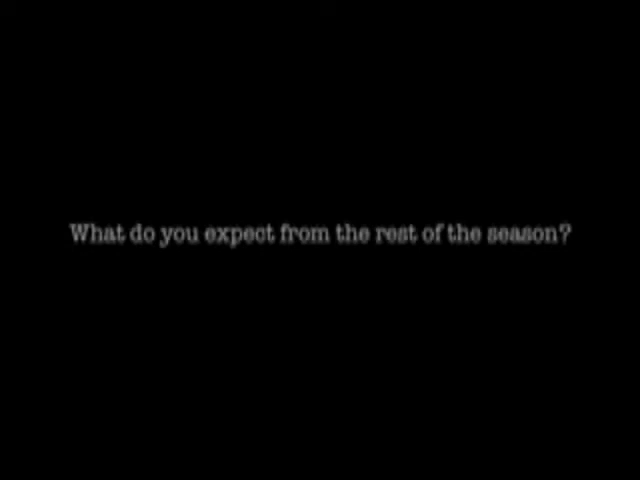 What do you expect from the rest of the season?